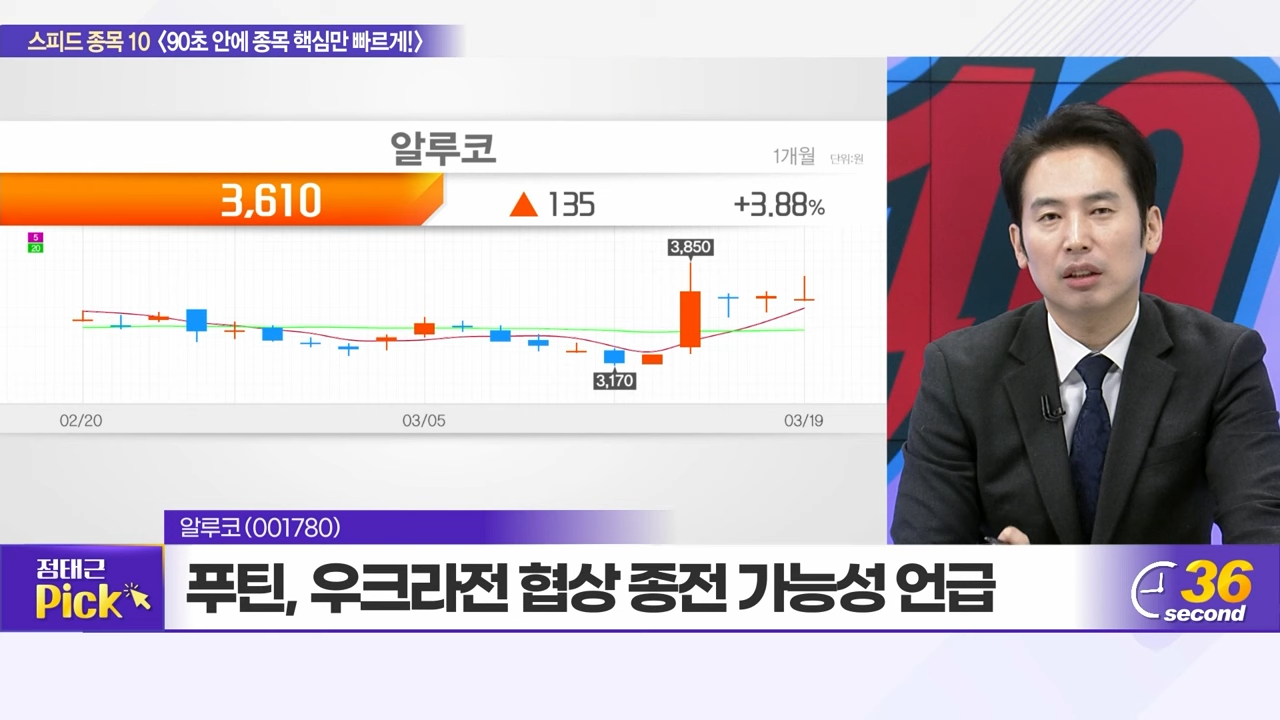 스피드 종목 10 〈90초 안에 종목 핵심만 빠르게!〉
알루코
1개월 단위:원
3,610 ▲ 135 +3.88%
5
20
3,850
3,170
02/20 03/05 03/19
알루코(001780)
정태근
Pick
푸틴, 우크라전 협상 종전 가능성 언급
36
second
10